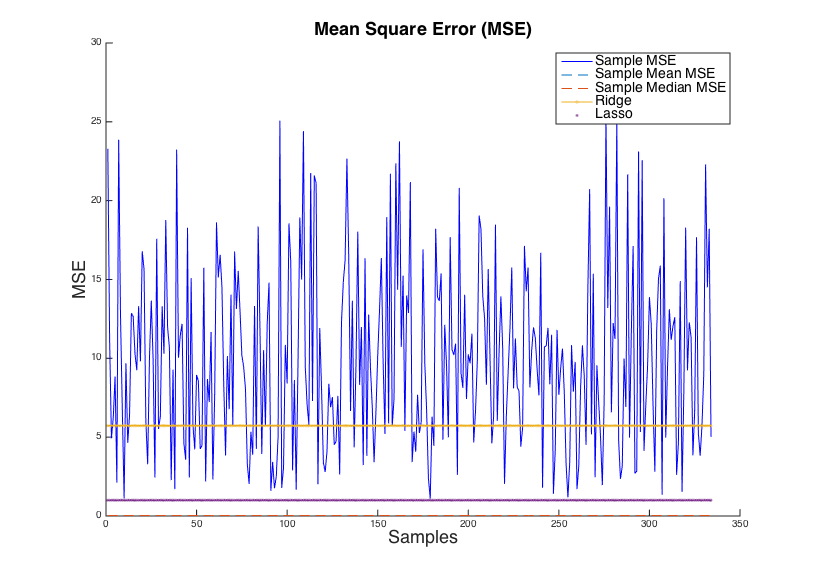 Mean Square Error (MSE)
30
25
20
15
10
5
0
MSE
Sample MSE
Sample Mean MSE
Sample Median MSE
Ridge
Lasso
0 50 100 150 200 250 300 350
Samples